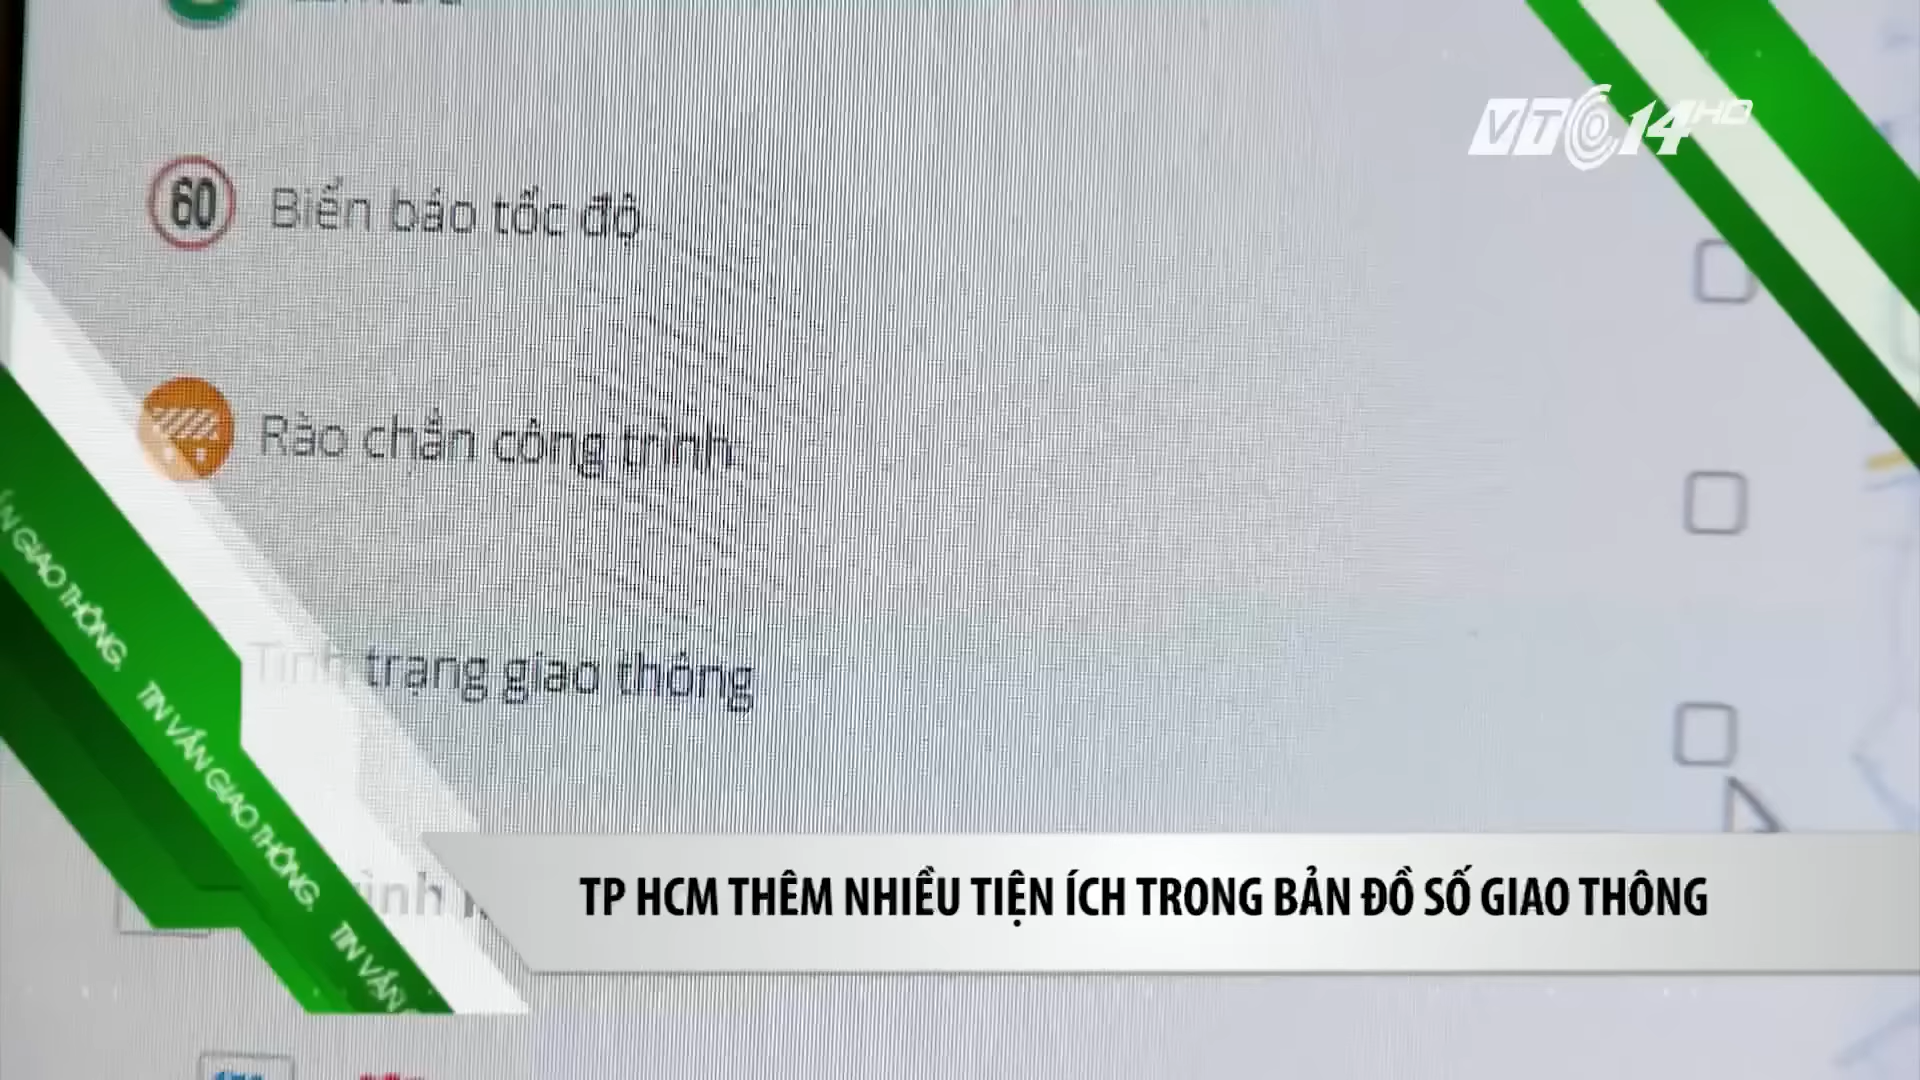 VTC14 HD
60 Biển báo tốc độ
Rào chắn công trình
Tình trạng giao thông
GIAO THÔNG. TIN VẮN GIAO THÔNG. TIN VẮN
TP HCM THÊM NHIỀU TIỆN ÍCH TRONG BẢN ĐỒ SỐ GIAO THÔNG